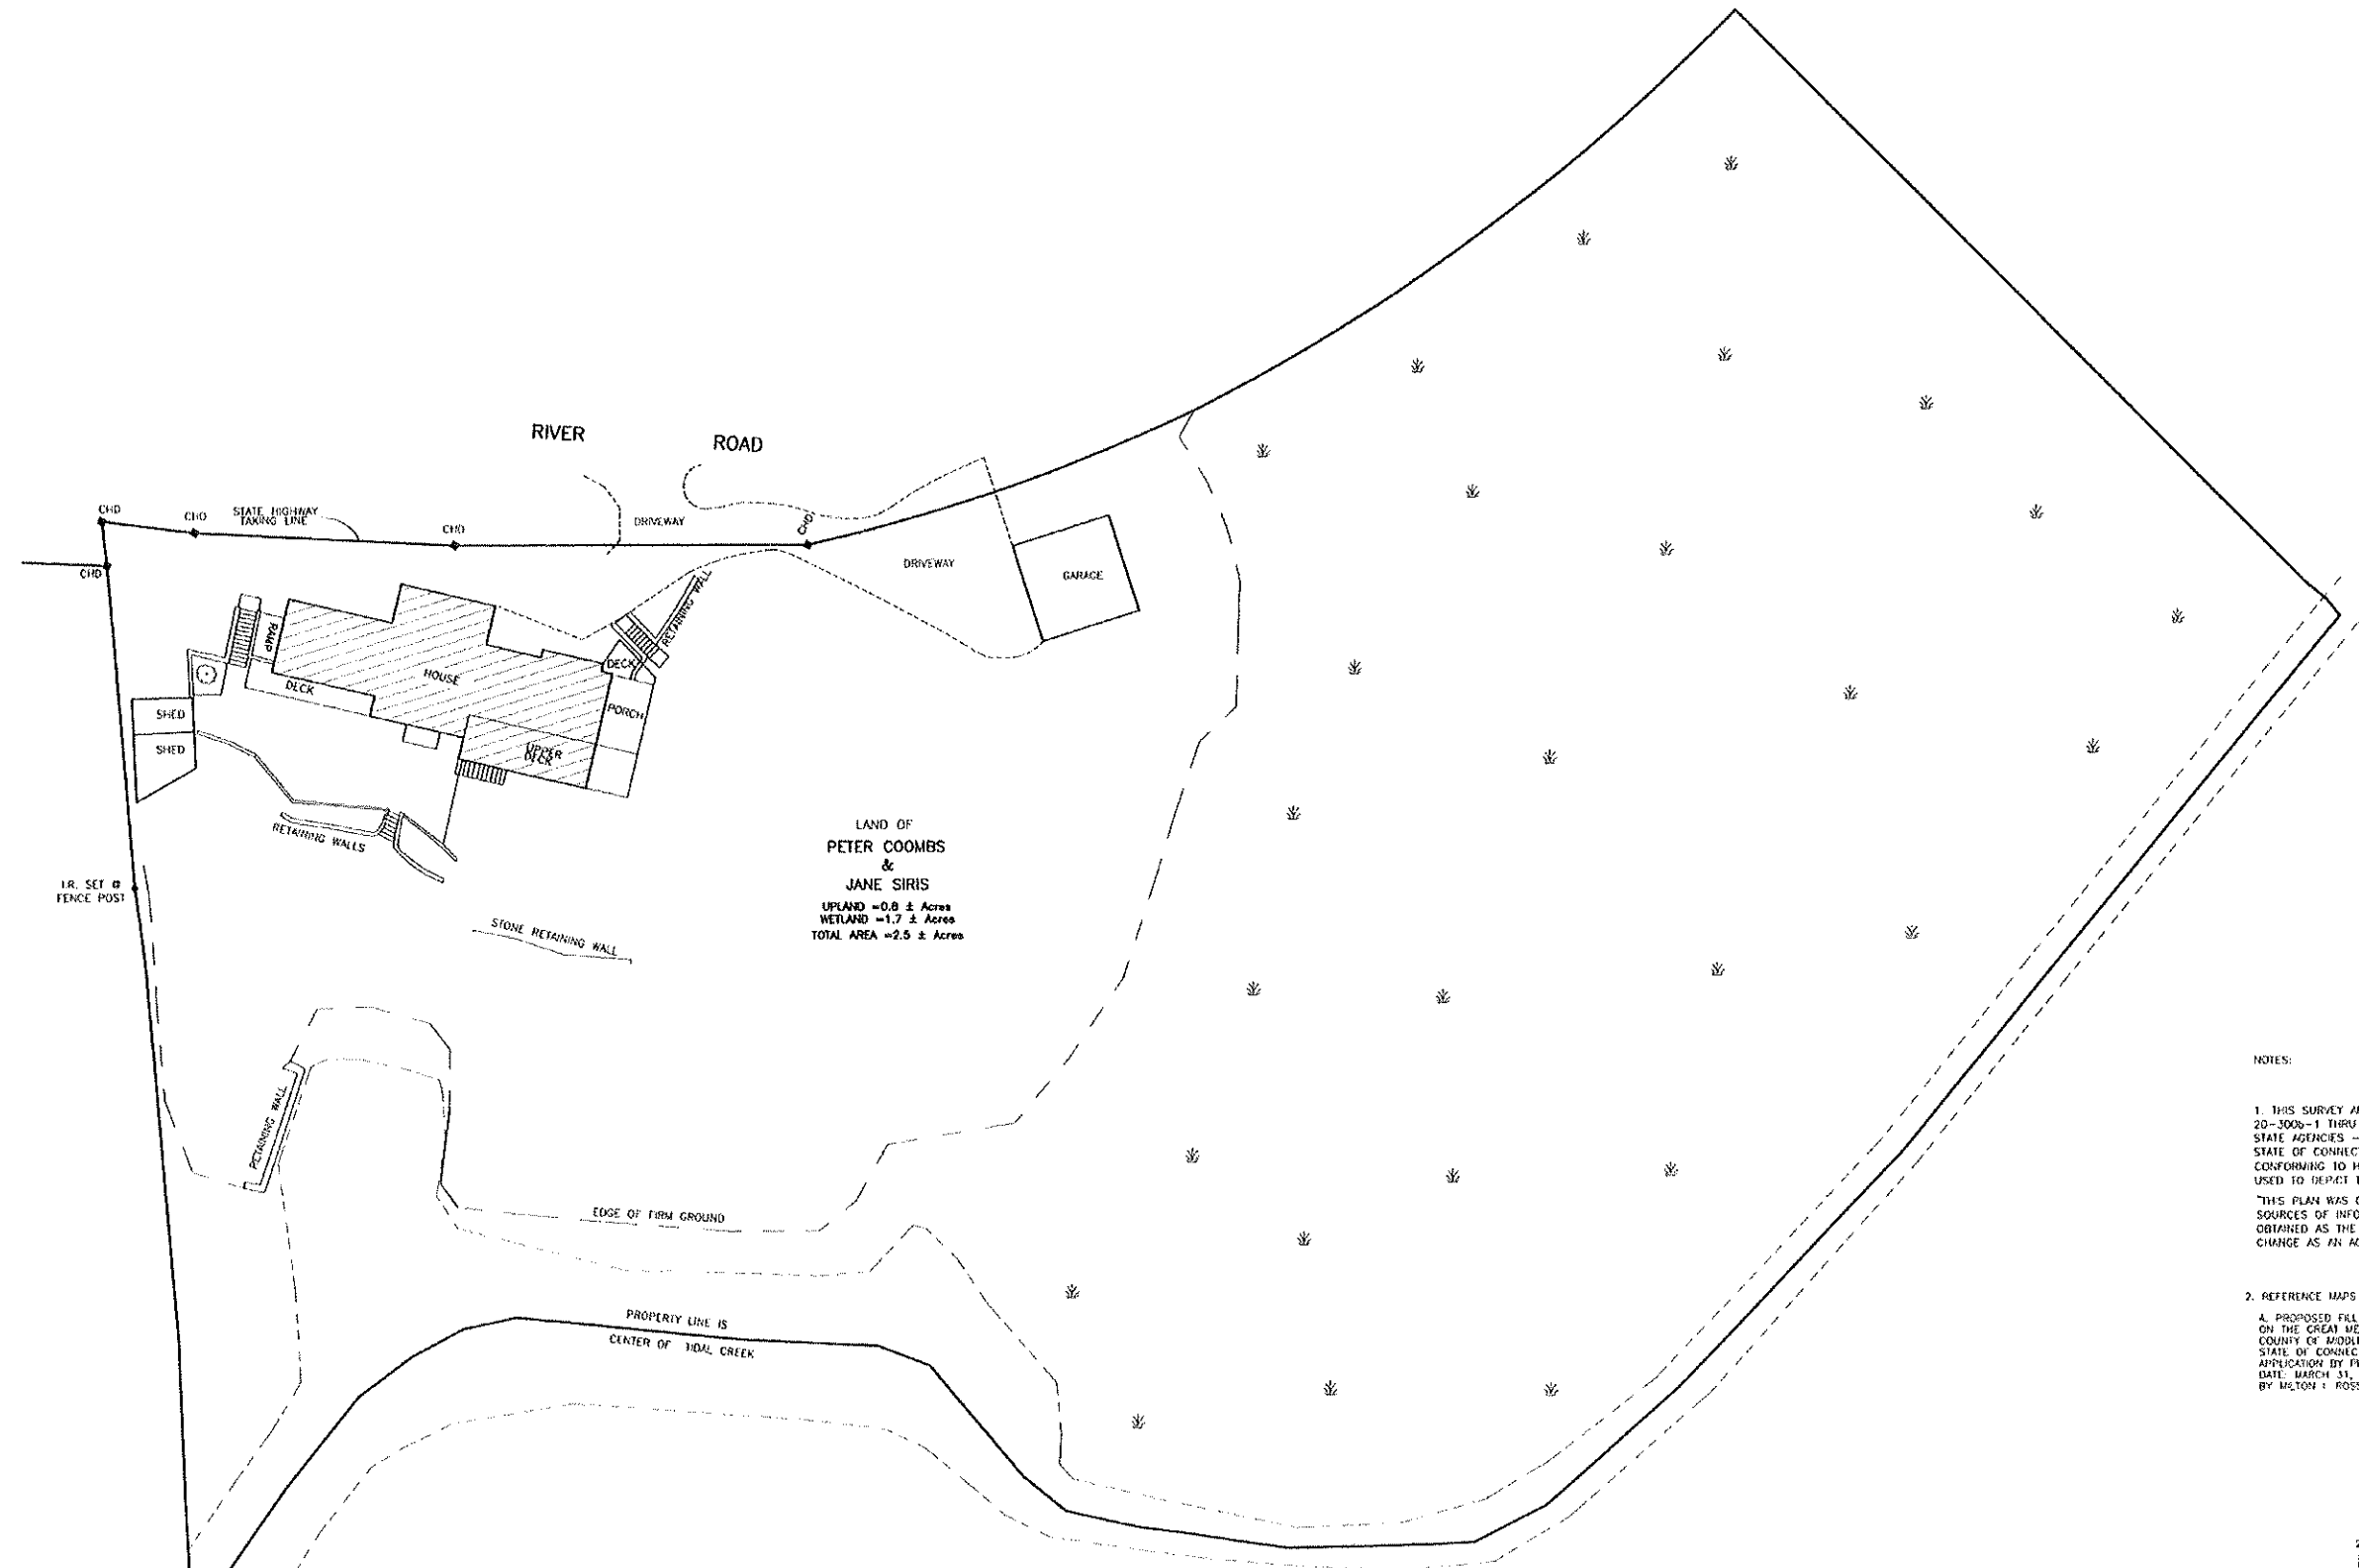 RIVER
ROAD
CHD
CHD
STATE HIGHWAY
TAKING LINE
CHD
DRIVEWAY
CHD
CHD
DRIVEWAY
GARAGE
RETAINING WALL
RAMP
DECK
HOUSE
DECK
PORCH
SHED
SHED
UPPER
DECK
RETAINING WALLS
LAND OF
PETER COOMBS
&
JANE SIRIS
UPLAND =0.8 ± Acres
WETLAND =1.7 ± Acres
TOTAL AREA =2.5 ± Acres
I.R. SET @
FENCE POST
STONE RETAINING WALL
RETAINING WALL
EDGE OF FIRM GROUND
PROPERTY LINE IS
CENTER OF TIDAL CREEK
NOTES:
1. THIS SURVEY
20-300b-1 THRU
STATE AGENCIES -
STATE OF
CONFORMING TO
USED TO DEPICT
"THIS PLAN WAS
SOURCES OF
OBTAINED AS THE
CHANGE AS AN
2. REFERENCE MAPS
A. PROPOSED FILL
ON THE GREAT
COUNTY OF
STATE OF
APPLICATION BY
DATE: MARCH 31,
BY MILTON